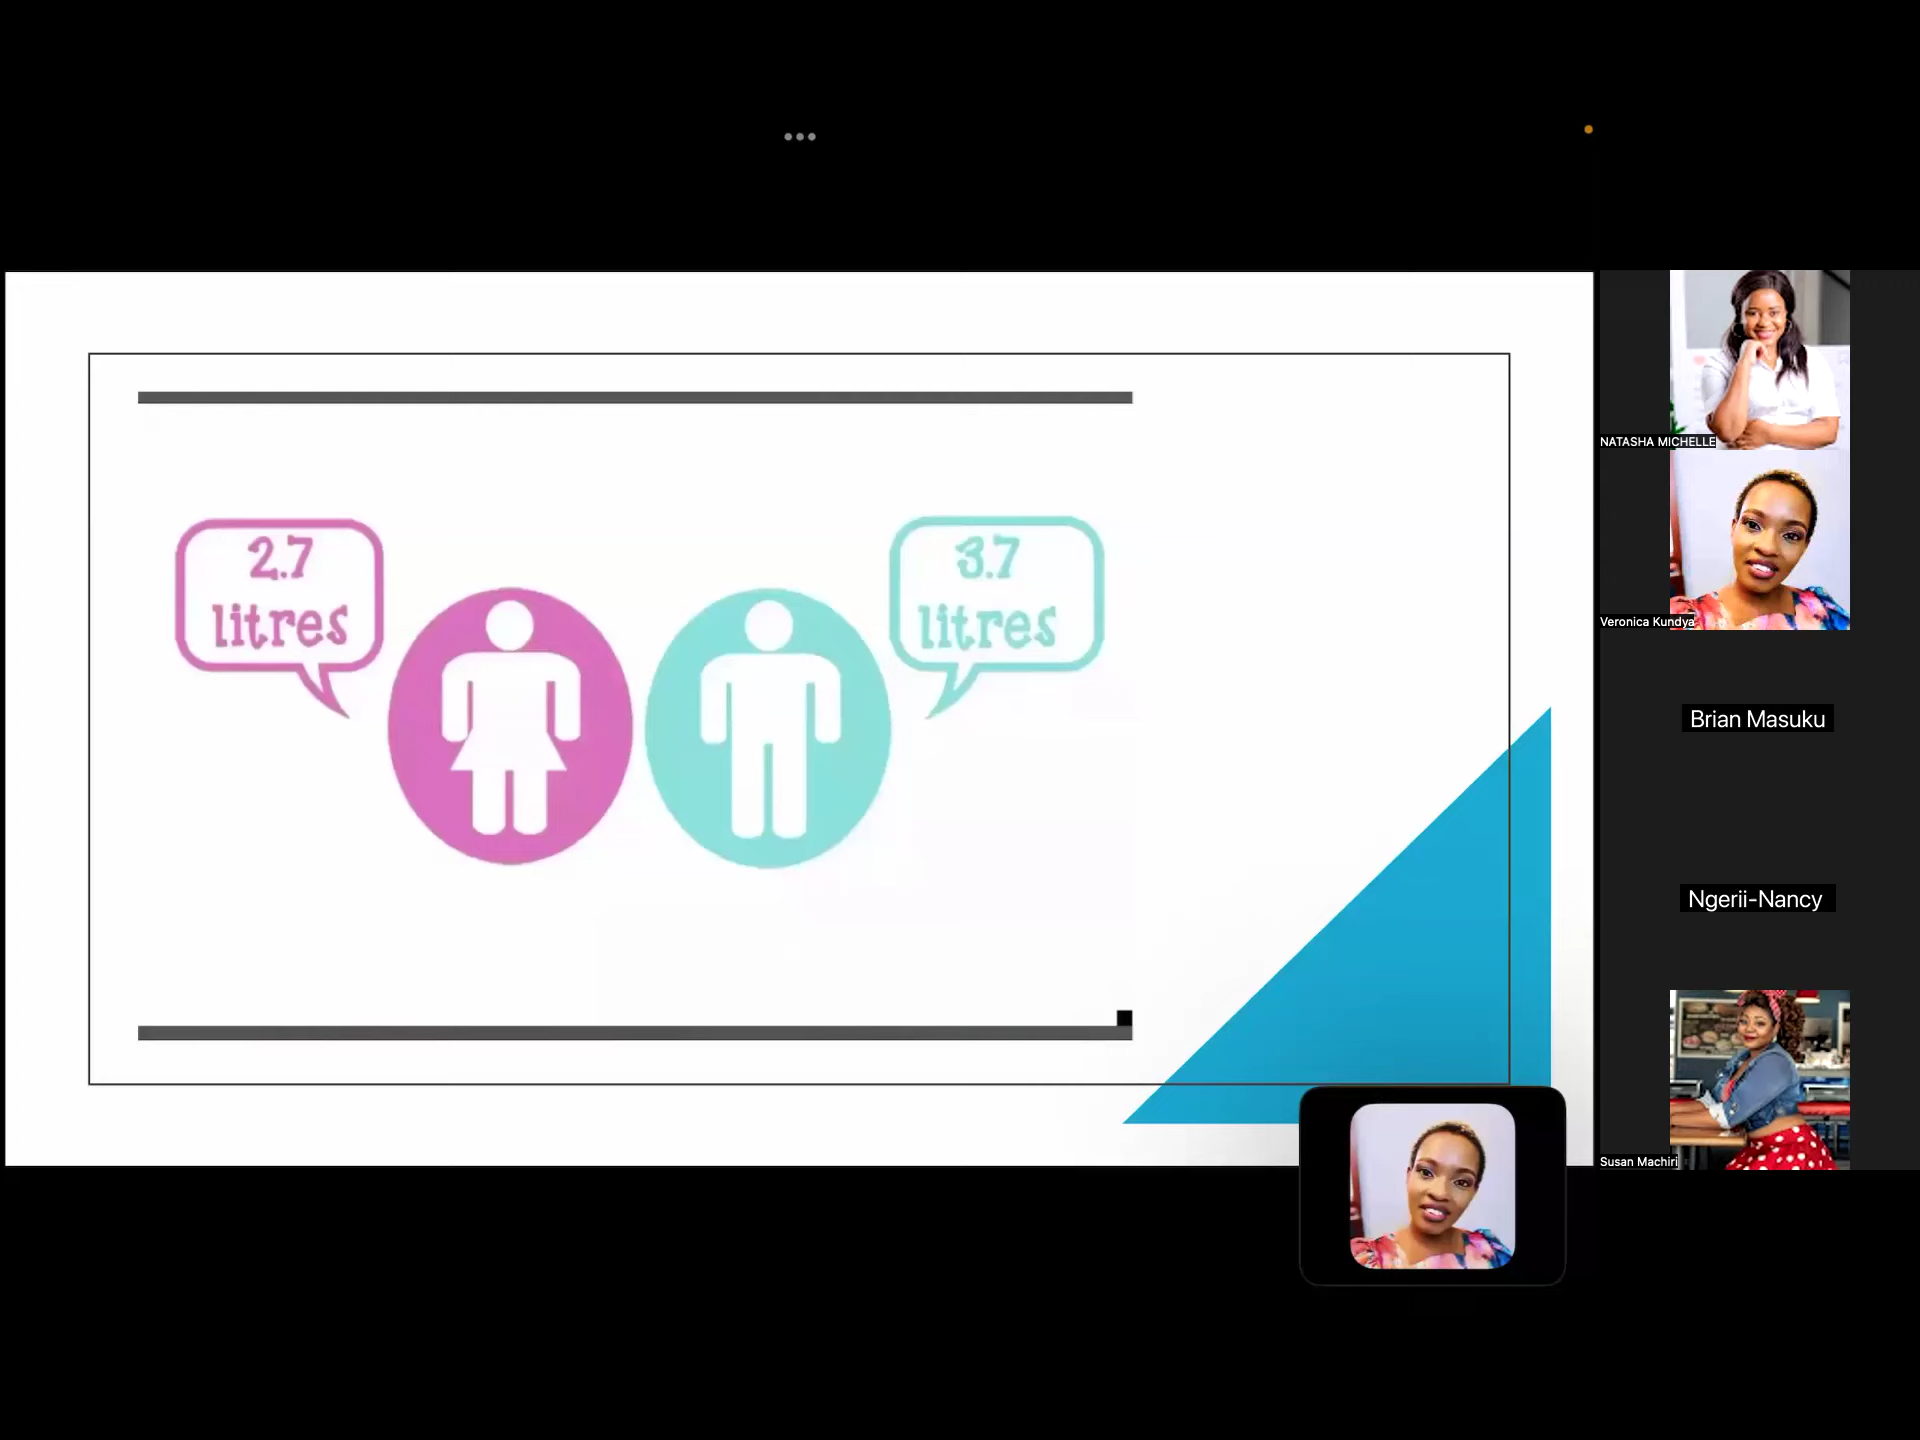 2.7
litres
3.7
litres
NATASHA MICHELLE
Veronica Kundya
Brian Masuku
Ngerii-Nancy
Susan Machiri